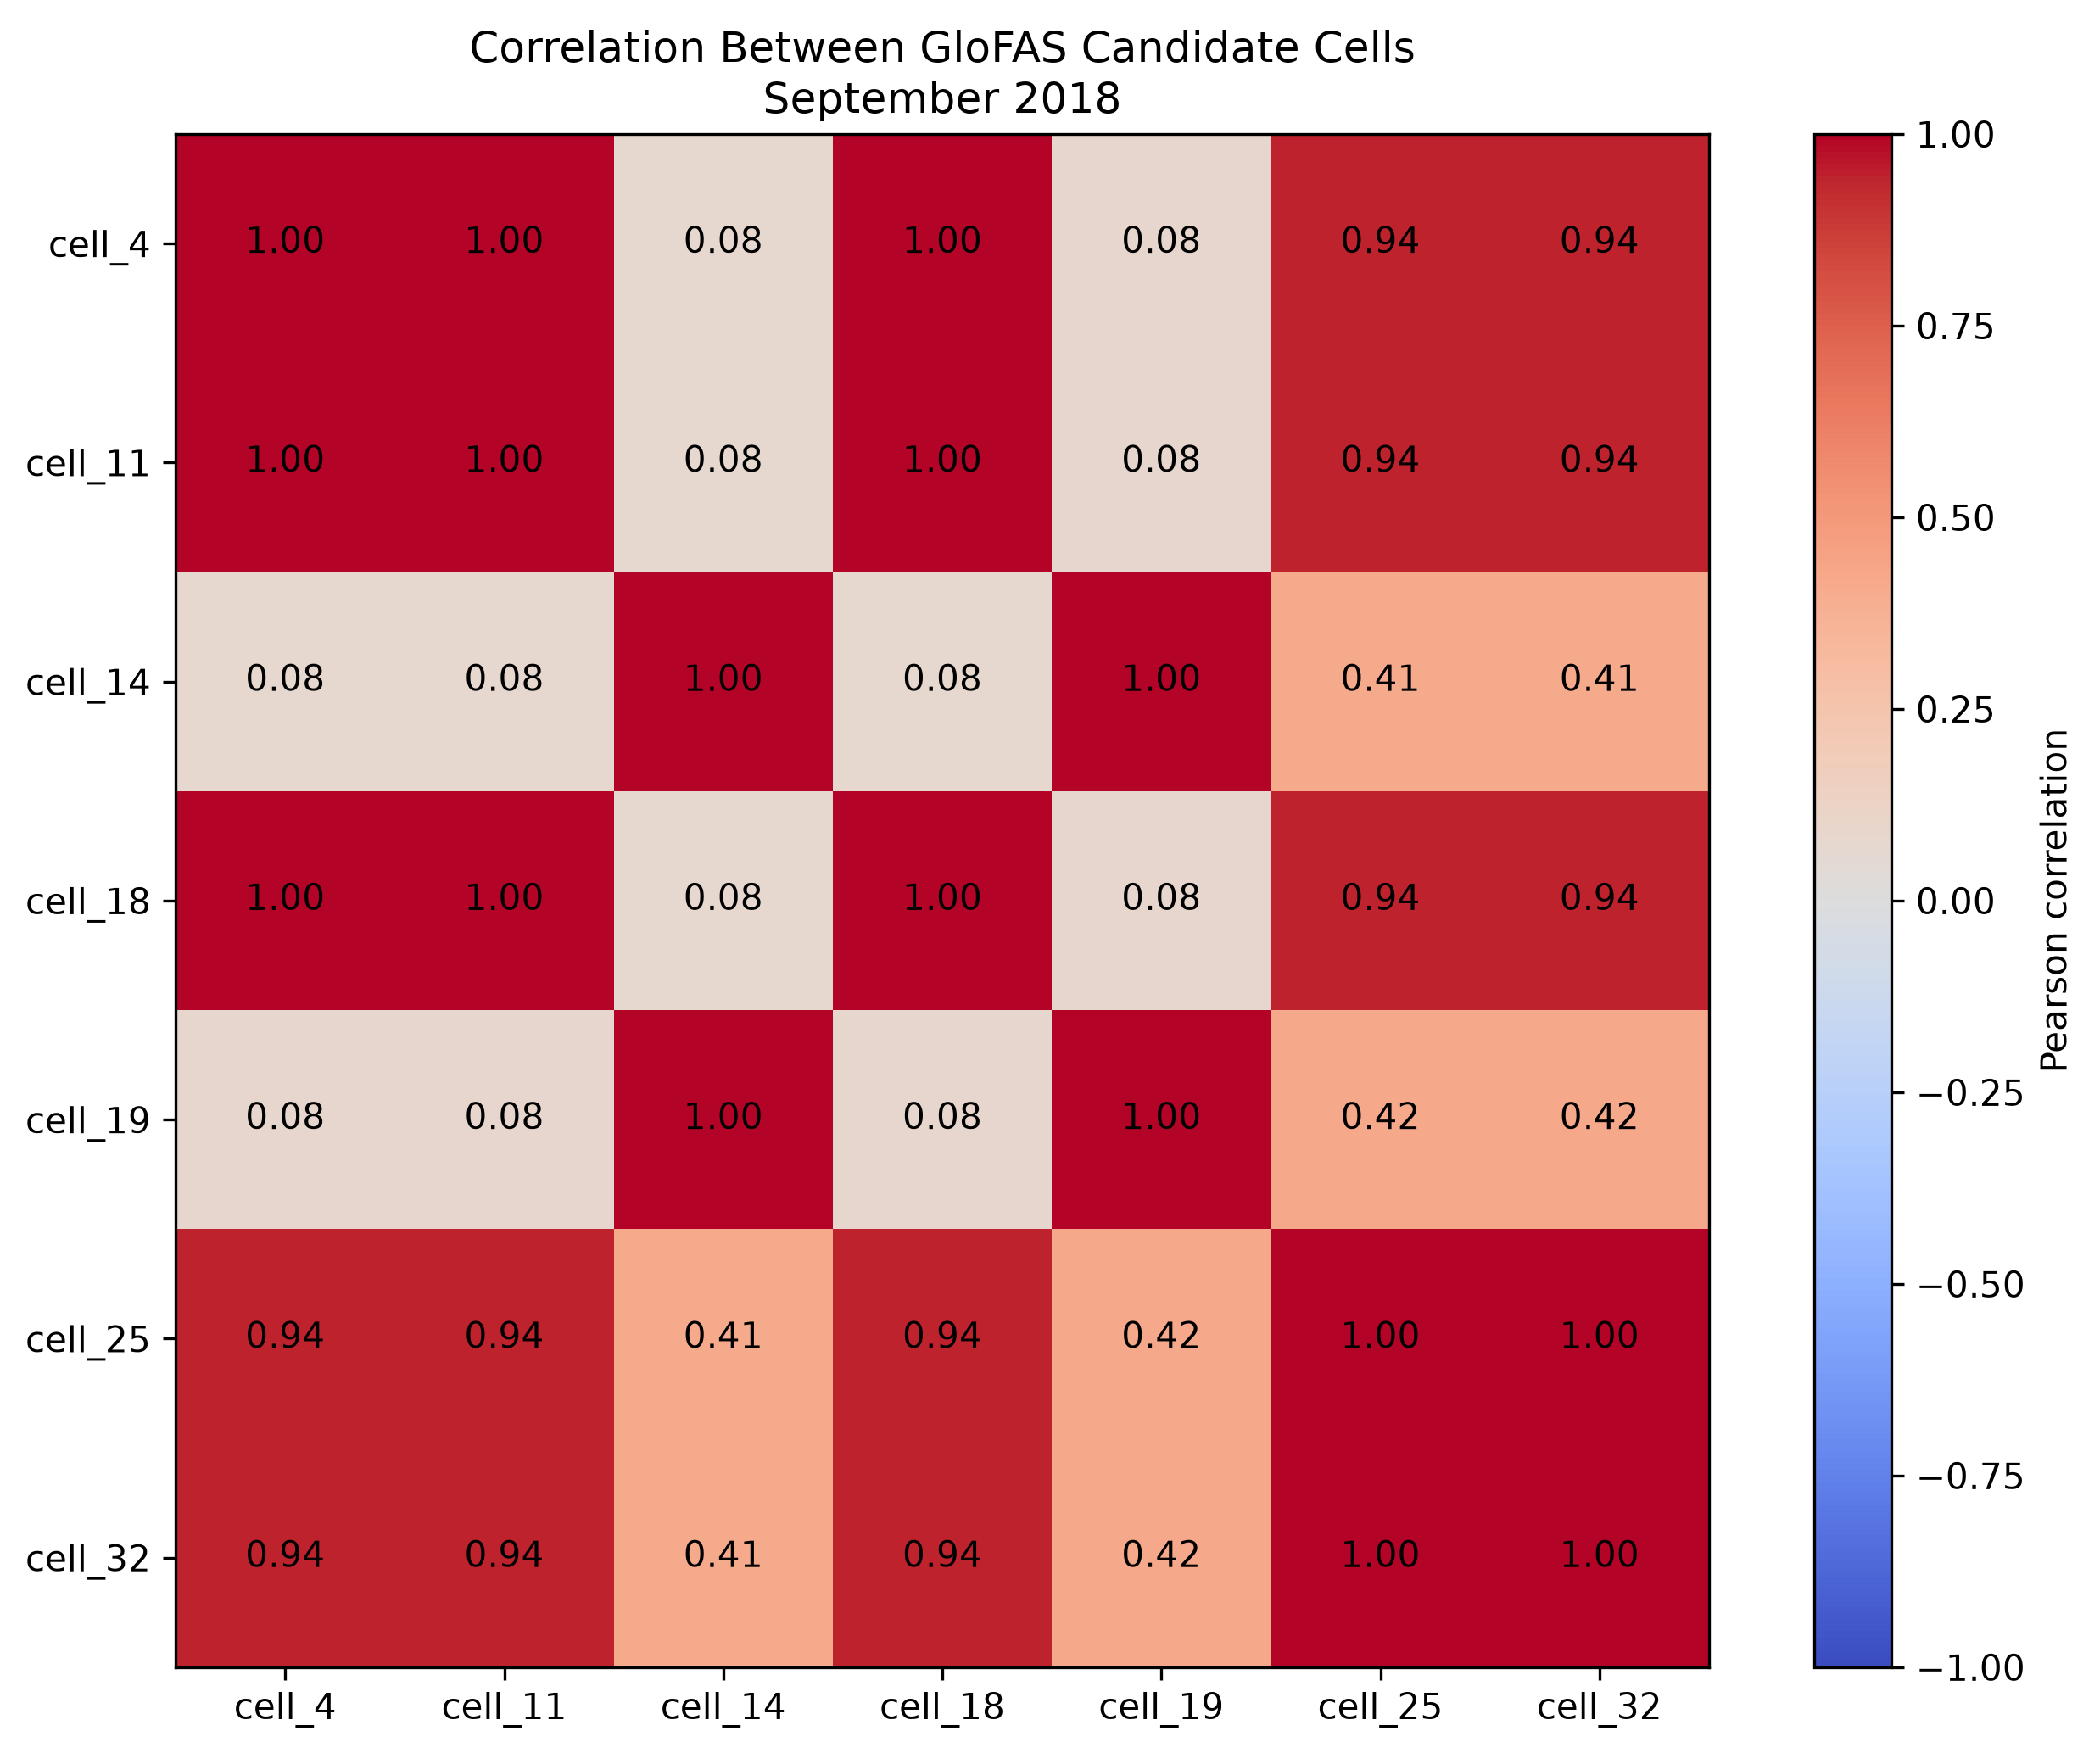 Correlation Between GloFAS Candidate Cells
September 2018
cell_4 1.00 1.00 0.08 1.00 0.08 0.94 0.94
cell_11 1.00 1.00 0.08 1.00 0.08 0.94 0.94
cell_14 0.08 0.08 1.00 0.08 1.00 0.41 0.41
cell_18 1.00 1.00 0.08 1.00 0.08 0.94 0.94
cell_19 0.08 0.08 1.00 0.08 1.00 0.42 0.42
cell_25 0.94 0.94 0.41 0.94 0.42 1.00 1.00
cell_32 0.94 0.94 0.41 0.94 0.42 1.00 1.00
cell_4 cell_11 cell_14 cell_18 cell_19 cell_25 cell_32
1.00
0.75
0.50
0.25
0.00
−0.25
−0.50
−0.75
−1.00
Pearson correlation